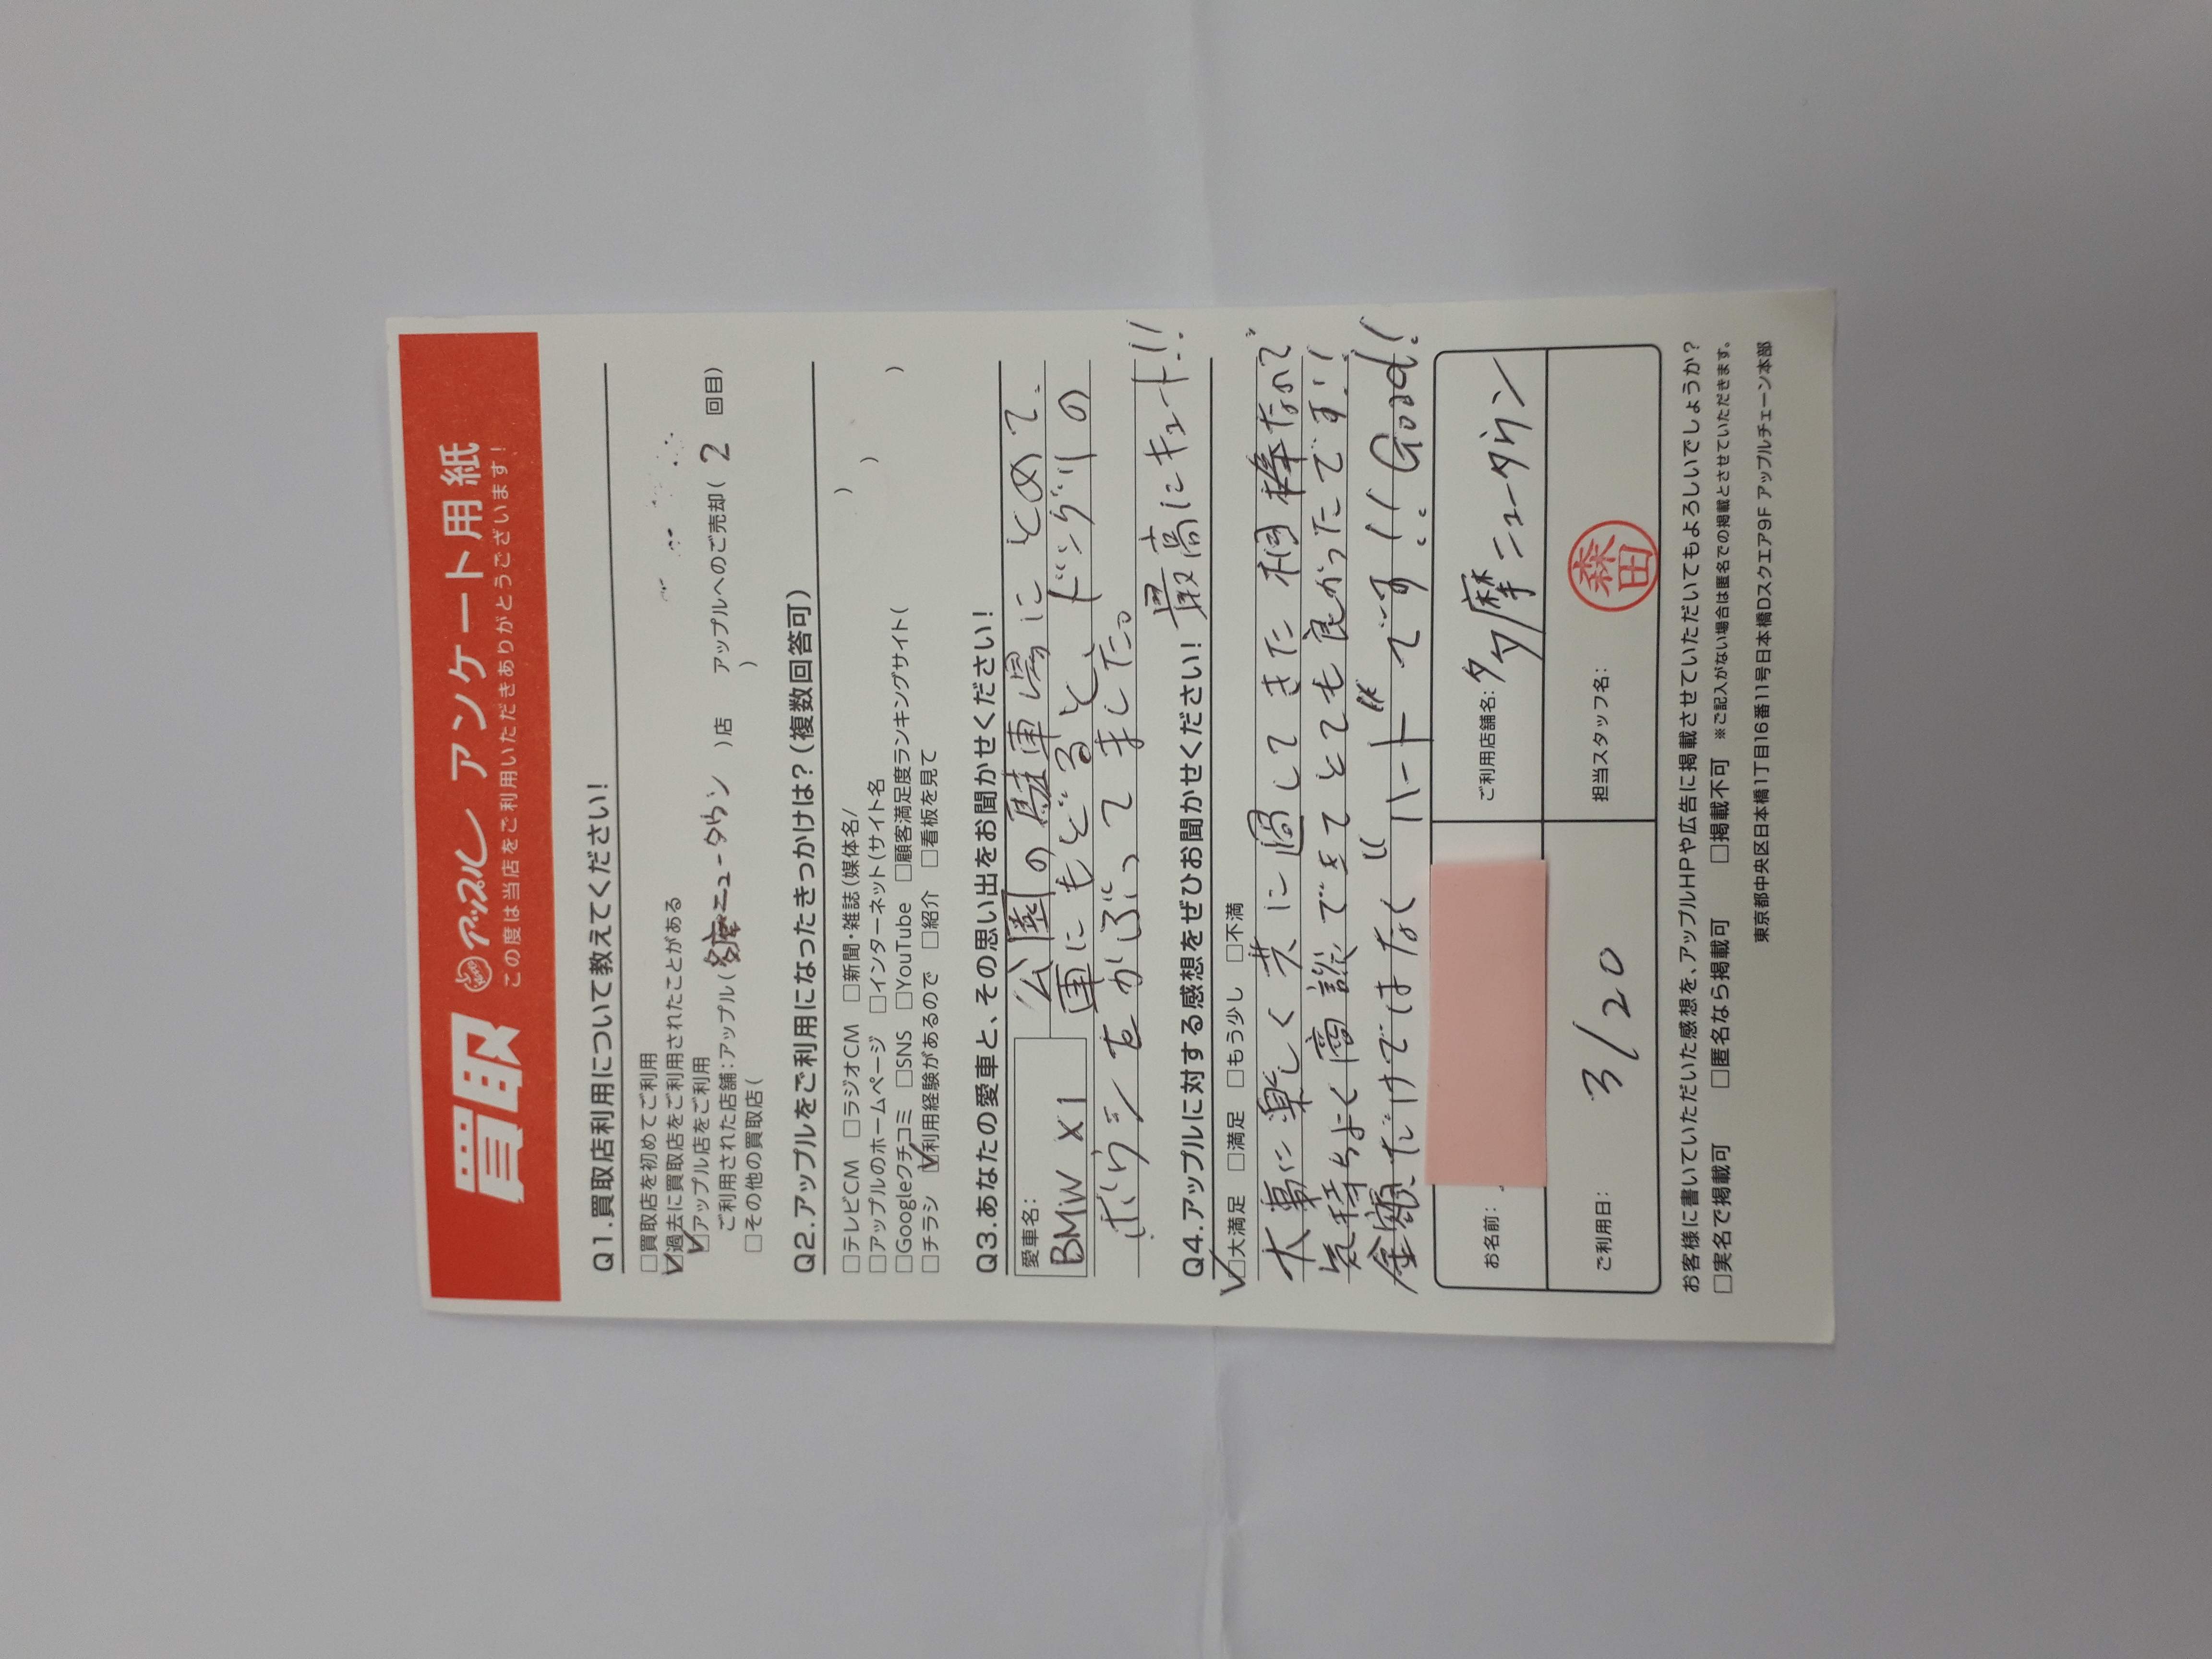 買取 アップル アンケート用紙
この度は当店をご利用いただきありがとうございます!
Q1.買取店利用について教えてください!
□買取店を初めてご利用
☑過去に買取店をご利用されたことがある
☑アップル店をご利用
ご利用された店舗:アップル(多摩ニュータウン )店 アップルへのご売却( 2 回目)
□その他の買取店( )
Q2.アップルをご利用になったきっかけは?(複数回答可)
□テレビCM □ラジオCM □新聞・雑誌(媒体名/ )
□アップルのホームページ □インターネット(サイト名 )
□Googleクチコミ □SNS □YouTube □顧客満足度ランキングサイト( )
□チラシ ☑利用経験があるので □紹介 □看板を見て
Q3.あなたの愛車と、その思い出をお聞かせください!
愛車名:
BMW X1
公園の駐車場にとめて、
車にもどると、ドングリの
ボウシをかぶってました。
最高にキュート!!
Q4.アップルに対する感想をぜひお聞かせください!
☑大満足 □満足 □もう少し □不満
大事に楽しく共に過してきた相棒なので、
気持ちよく商談できてとても良かったです!!
金額だけではなく "ハート" です!! Good!
お名前:
ご利用店舗名: 多摩ニュータウン
ご利用日: 3/20
担当スタッフ名: 森田
お客様に書いていただいた感想を、アップルHPや広告に掲載させていただいてもよろしいでしょうか?
□実名で掲載可 □匿名なら掲載可 □掲載不可 ※ご記入がない場合は匿名での掲載とさせていただきます。
東京都中央区日本橋1丁目16番11号日本橋Dスクエア9F アップルチェーン本部